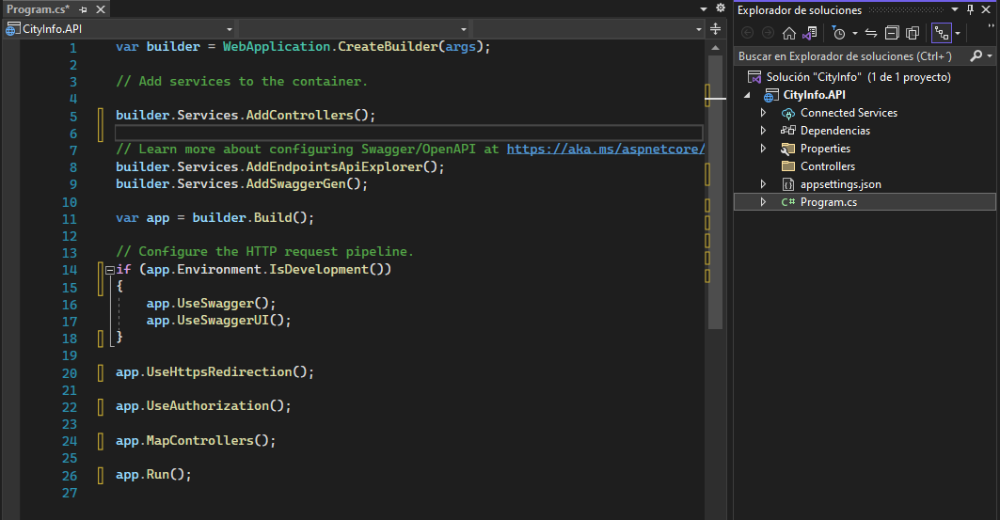 Program.cs*
CityInfo.API
1 var builder = WebApplication.CreateBuilder(args);
2
3 // Add services to the container.
4
5 builder.Services.AddControllers();
6
7 // Learn more about configuring Swagger/OpenAPI at https://aka.ms/aspnetcore/
8 builder.Services.AddEndpointsApiExplorer();
9 builder.Services.AddSwaggerGen();
10
11 var app = builder.Build();
12
13 // Configure the HTTP request pipeline.
14 if (app.Environment.IsDevelopment())
15 {
16 app.UseSwagger();
17 app.UseSwaggerUI();
18 }
19
20 app.UseHttpsRedirection();
21
22 app.UseAuthorization();
23
24 app.MapControllers();
25
26 app.Run();
27
Explorador de soluciones
Buscar en Explorador de soluciones (Ctrl+´)
Solución "CityInfo" (1 de 1 proyecto)
CityInfo.API
Connected Services
Dependencias
Properties
Controllers
appsettings.json
C# Program.cs